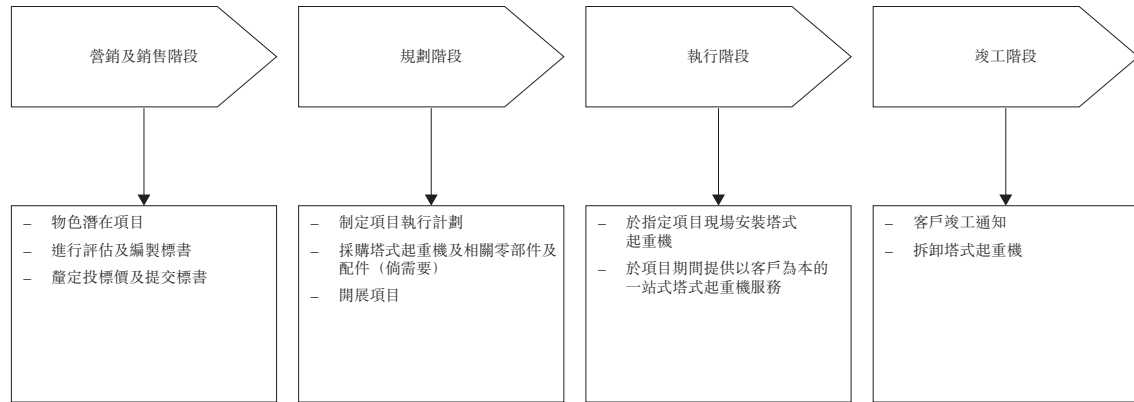 營銷及銷售階段
規劃階段
執行階段
竣工階段
– 物色潛在項目
– 進行評估及編製標書
– 釐定投標價及提交標書
– 制定項目執行計劃
– 採購塔式起重機及相關零部件及
配件（倘需要）
– 開展項目
– 於指定項目現場安裝塔式
起重機
– 於項目期間提供以客戶為本的
一站式塔式起重機服務
– 客戶竣工通知
– 拆卸塔式起重機